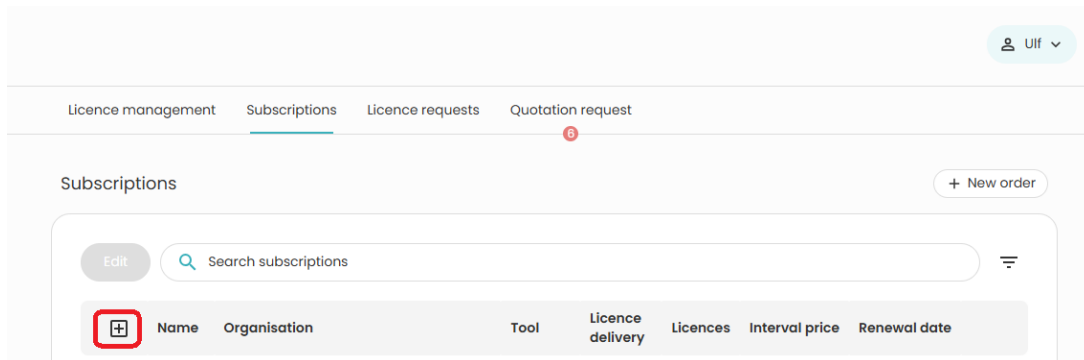 Ulf
Licence management Subscriptions Licence requests Quotation request
6
Subscriptions
+ New order
Edit Search subscriptions
Name Organisation Tool Licence delivery Licences Interval price Renewal date